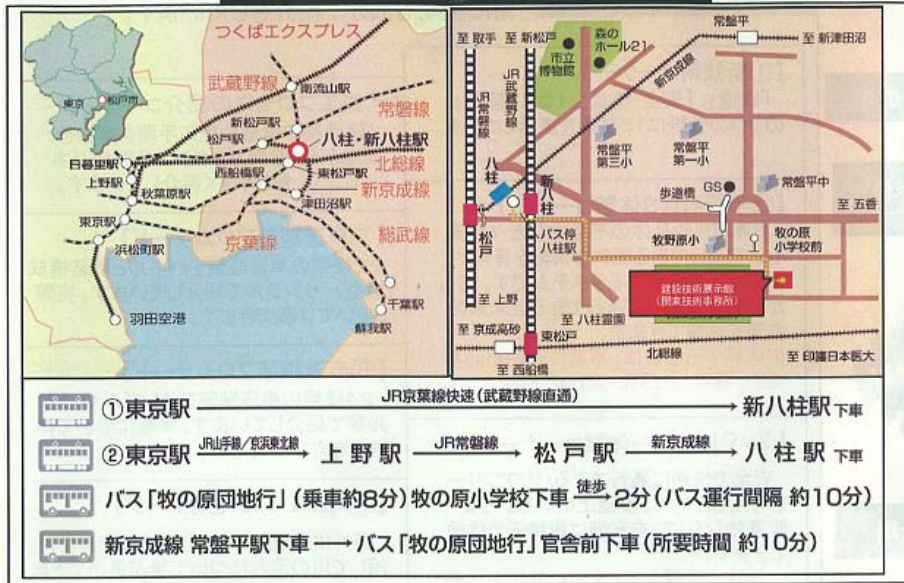 つくばエクスプレス
武蔵野線
南流山駅
常磐線
新松戸駅
松戸駅
八柱・新八柱駅
東京
松戸市
日暮里駅
上野駅
西船橋駅
東松戸駅
北総線
秋葉原駅
新京成線
津田沼駅
東京駅
京葉線
総武線
浜松町駅
千葉駅
蘇我駅
羽田空港
常盤平
至 取手
至 新松戸
森の
ホール21
至 新津田沼
市立
博物館
JR常磐線
JR武蔵野線
新京成線
常盤平
第三小
常盤平
第一小
八柱
新八柱
歩道橋
GS
常盤平中
至 五香
松戸
バス停
八柱駅
牧野原小
牧の原
小学校前
建設技術展示館
(関東技術事務所)
至 上野
至 八柱霊園
至 京成高砂
東松戸
北総線
至 印旛日本医大
至 西船橋
①東京駅 JR京葉線快速(武蔵野線直通) 新八柱駅下車
②東京駅 JR山手線/京浜東北線 上野駅 JR常磐線 松戸駅 新京成線 八柱駅下車
バス「牧の原団地行」(乗車約8分)牧の原小学校下車 徒歩 2分(バス運行間隔 約10分)
新京成線 常盤平駅下車 → バス「牧の原団地行」官舎前下車(所要時間 約10分)